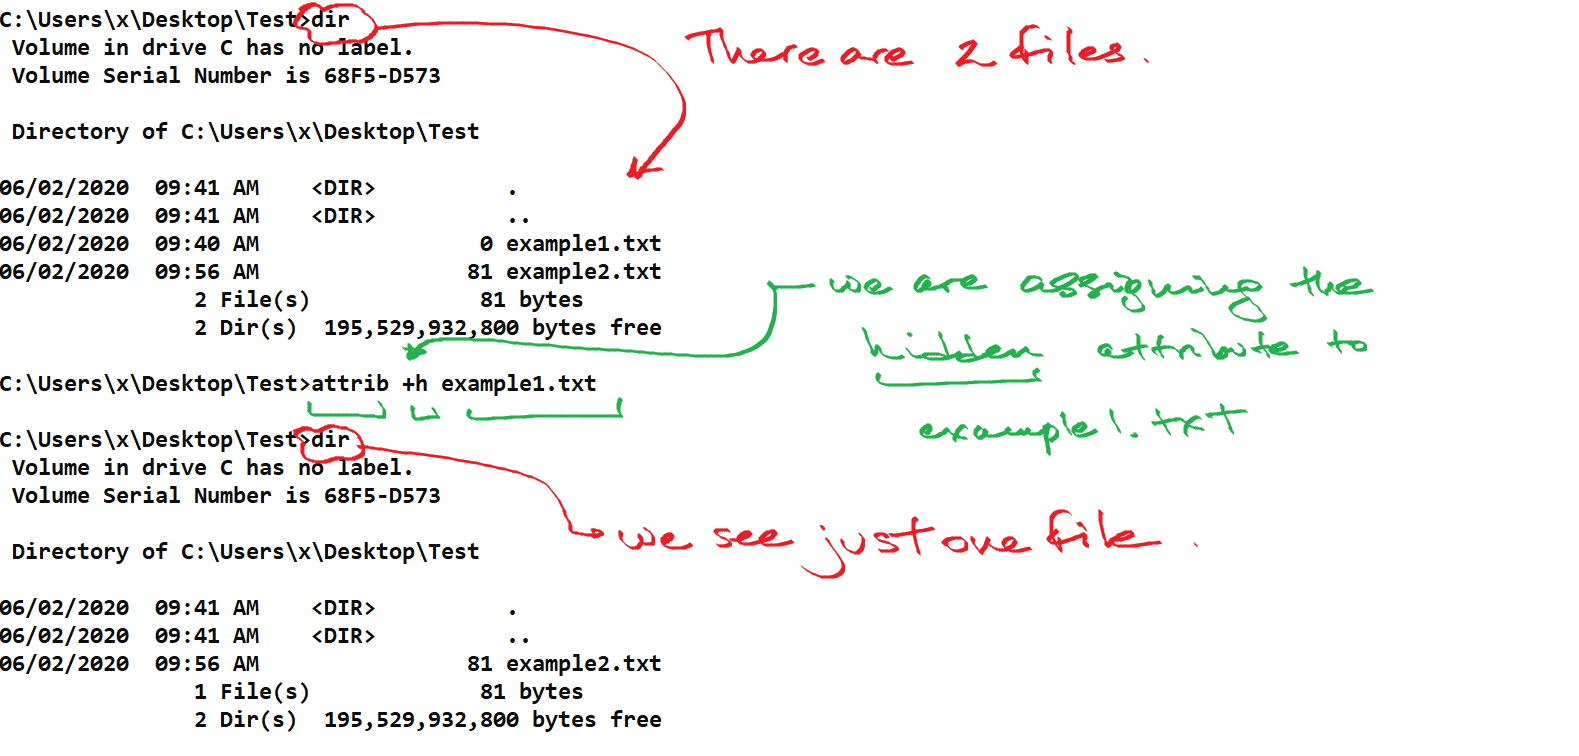 C:\Users\x\Desktop\Test>dir
Volume in drive C has no label.
Volume Serial Number is 68F5-D573
There are 2 files.
Directory of C:\Users\x\Desktop\Test
06/02/2020  09:41 AM    <DIR>          .
06/02/2020  09:41 AM    <DIR>          ..
06/02/2020  09:40 AM                 0 example1.txt
06/02/2020  09:56 AM                81 example2.txt
2 File(s)             81 bytes
2 Dir(s)  195,529,932,800 bytes free
we are assigning the
hidden attribute to
example1.txt
C:\Users\x\Desktop\Test>attrib +h example1.txt
C:\Users\x\Desktop\Test>dir
Volume in drive C has no label.
Volume Serial Number is 68F5-D573
we see just one file.
Directory of C:\Users\x\Desktop\Test
06/02/2020  09:41 AM    <DIR>          .
06/02/2020  09:41 AM    <DIR>          ..
06/02/2020  09:56 AM                81 example2.txt
1 File(s)             81 bytes
2 Dir(s)  195,529,932,800 bytes free